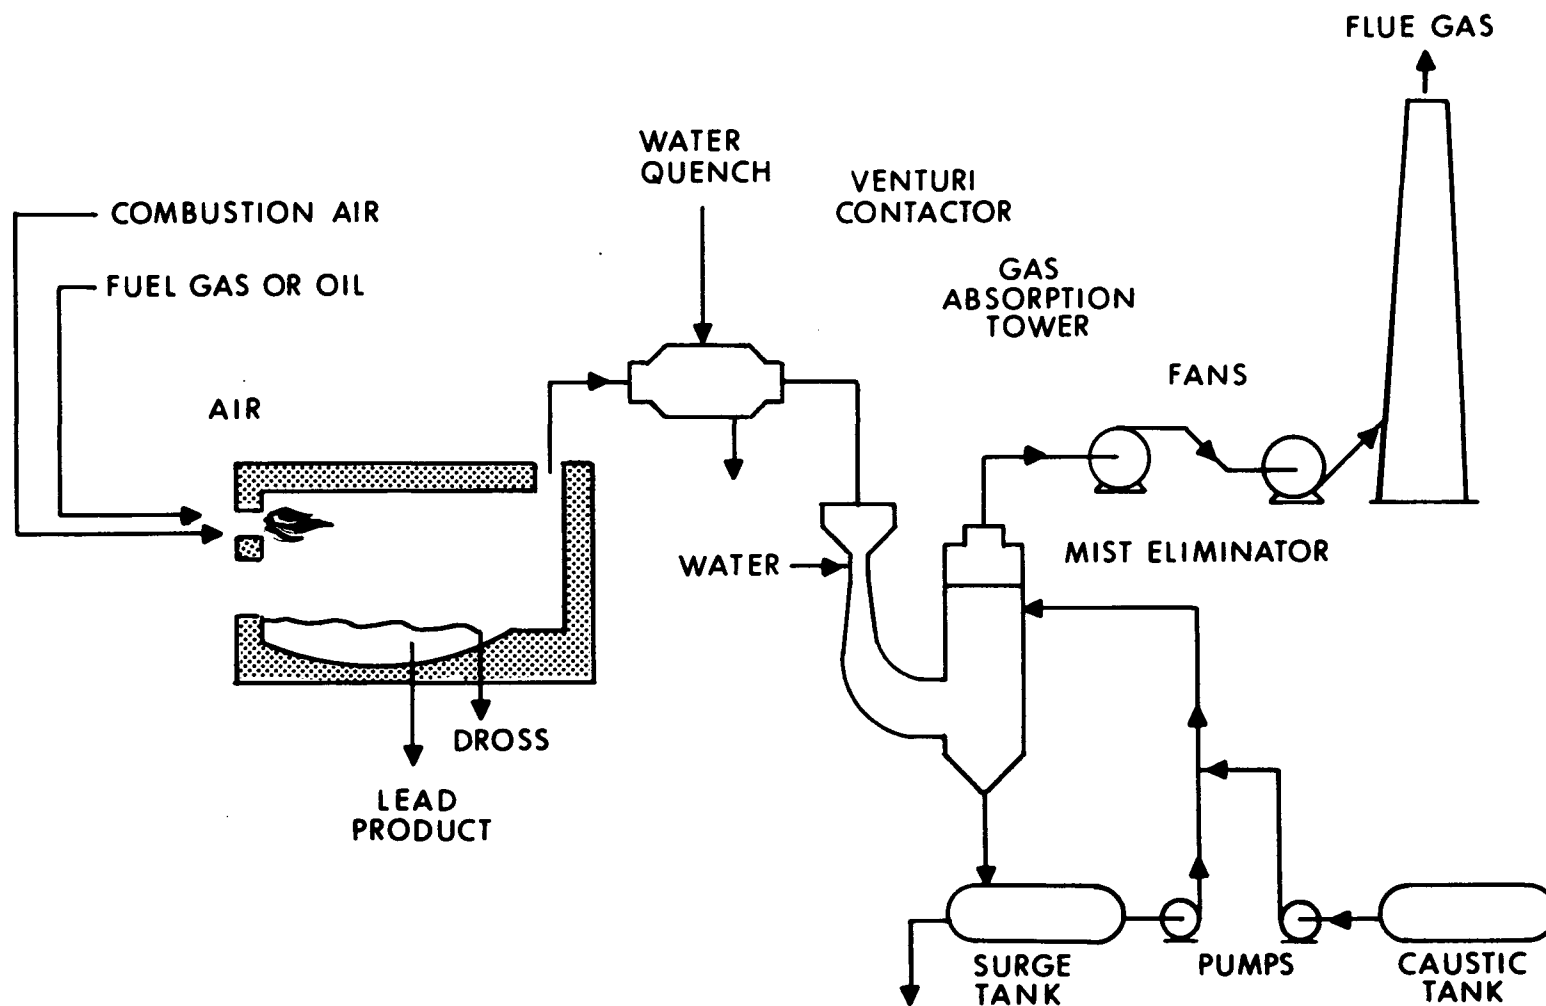 FLUE GAS
WATER
QUENCH
VENTURI
CONTACTOR
COMBUSTION AIR
FUEL GAS OR OIL
GAS
ABSORPTION
TOWER
FANS
AIR
WATER
MIST ELIMINATOR
DROSS
LEAD
PRODUCT
SURGE
TANK
PUMPS
CAUSTIC
TANK